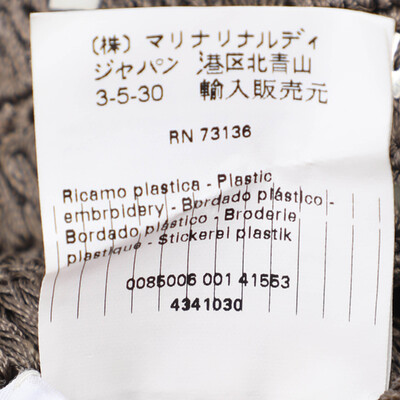 (株) マリナリナルディ
ジャパン 港区北青山
3-5-30 輸入販売元
RN 73136
Ricamo plastica - Plastic
embroidery - Bordado plástico -
Bordado plástico - Broderie
plastique - Stickerei plastik
0085006 001 41553
4341030